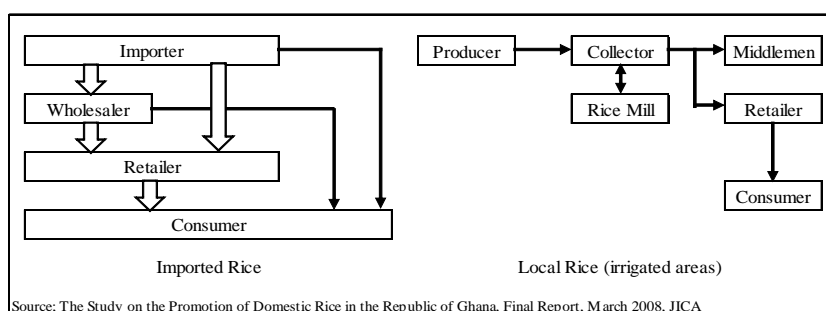 Importer
Wholesaler
Retailer
Consumer
Imported Rice
Producer
Collector
Middlemen
Rice Mill
Retailer
Consumer
Local Rice (irrigated areas)
Source: The Study on the Promotion of Domestic Rice in the Republic of Ghana, Final Report, March 2008, JICA